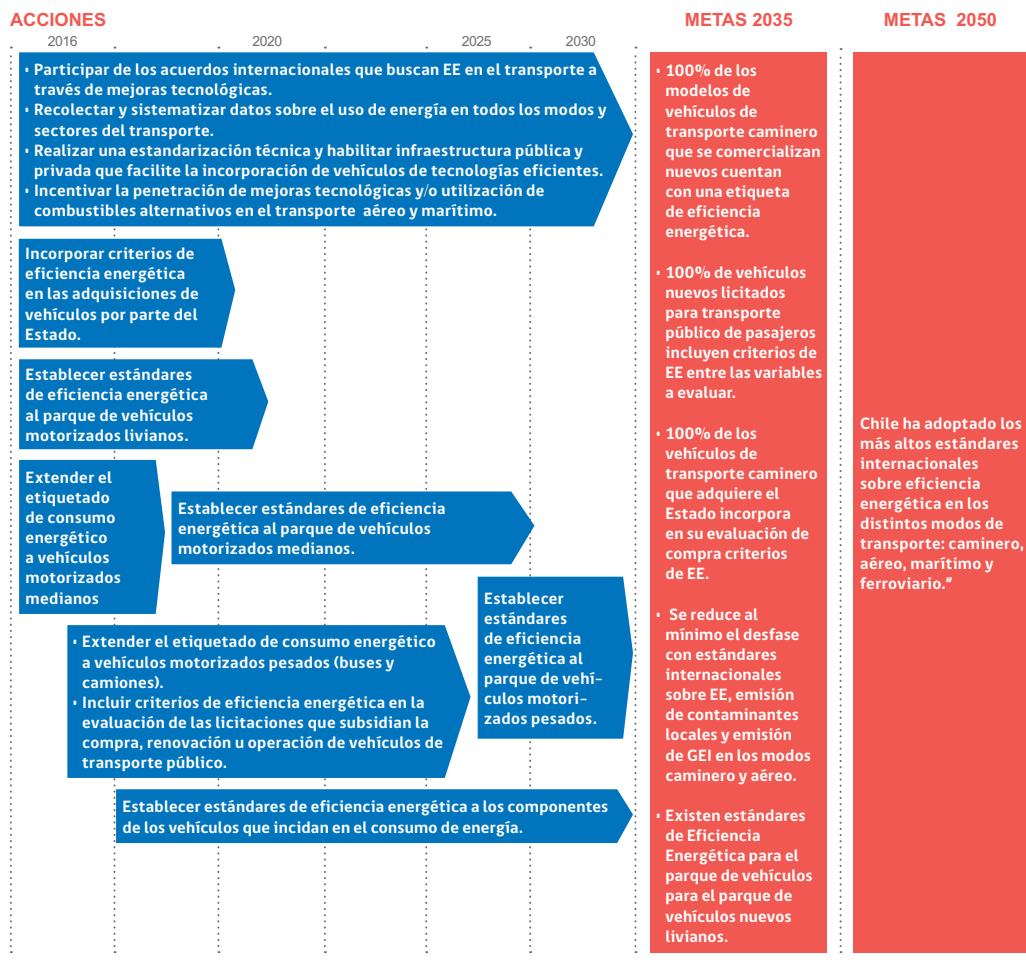 ACCIONES
METAS 2035
METAS 2050
2016
2020
2025
2030
• Participar de los acuerdos internacionales que buscan EE en el transporte a
través de mejoras tecnológicas.
• Recolectar y sistematizar datos sobre el uso de energía en todos los modos y
sectores del transporte.
• Realizar una estandarización técnica y habilitar infraestructura pública y
privada que facilite la incorporación de vehículos de tecnologías eficientes.
• Incentivar la penetración de mejoras tecnológicas y/o utilización de
combustibles alternativos en el transporte aéreo y marítimo.
Incorporar criterios de
eficiencia energética
en las adquisiciones de
vehículos por parte del
Estado.
Establecer estándares
de eficiencia energética
al parque de vehículos
motorizados livianos.
Extender el
etiquetado
de consumo
energético
a vehículos
motorizados
medianos
Establecer estándares de eficiencia
energética al parque de vehículos
motorizados medianos.
Establecer
estándares
de eficiencia
energética al
parque de vehí-
culos motori-
zados pesados.
• Extender el etiquetado de consumo energético
a vehículos motorizados pesados (buses y
camiones).
• Incluir criterios de eficiencia energética en la
evaluación de las licitaciones que subsidian la
compra, renovación u operación de vehículos de
transporte público.
Establecer estándares de eficiencia energética a los componentes
de los vehículos que incidan en el consumo de energía.
• 100% de los
modelos de
vehículos de
transporte caminero
que se comercializan
nuevos cuentan
con una etiqueta
de eficiencia
energética.
• 100% de vehículos
nuevos licitados
para transporte
público de pasajeros
incluyen criterios de
EE entre las variables
a evaluar.
• 100% de los
vehículos de
transporte caminero
que adquiere el
Estado incorpora
en su evaluación de
compra criterios
de EE.
• Se reduce al
mínimo el desfase
con estándares
internacionales
sobre EE, emisión
de contaminantes
locales y emisión
de GEI en los modos
caminero y aéreo.
• Existen estándares
de Eficiencia
Energética para el
parque de vehículos
para el parque de
vehículos nuevos
livianos.
Chile ha adoptado los
más altos estándares
internacionales
sobre eficiencia
energética en los
distintos modos de
transporte: caminero,
aéreo, marítimo y
ferroviario.”